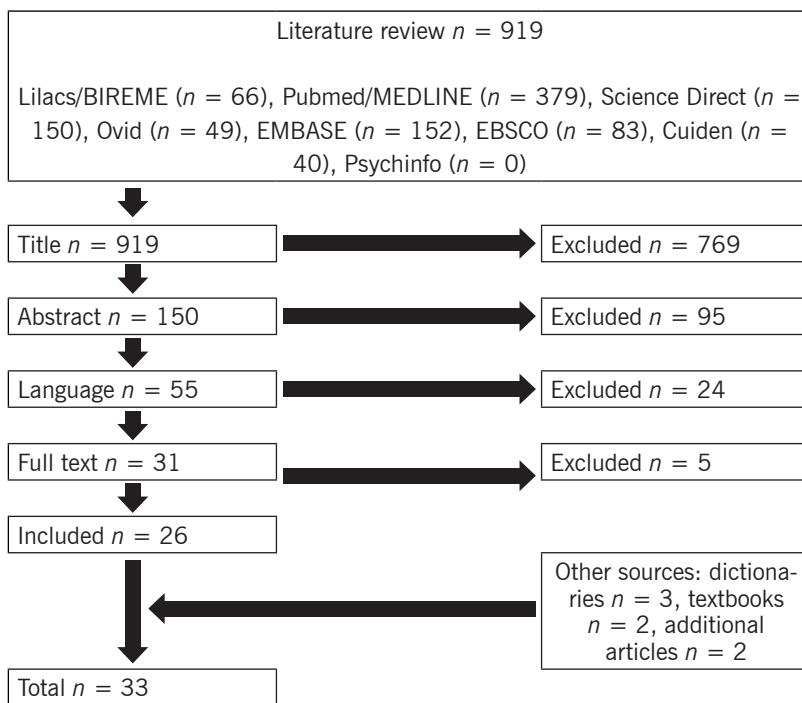 Literature review n = 919
Lilacs/BIREME (n = 66), Pubmed/MEDLINE (n = 379), Science Direct (n =
150), Ovid (n = 49), EMBASE (n = 152), EBSCO (n = 83), Cuiden (n =
40), Psychinfo (n = 0)
Title n = 919
Excluded n = 769
Abstract n = 150
Excluded n = 95
Language n = 55
Excluded n = 24
Full text n = 31
Excluded n = 5
Included n = 26
Other sources: dictiona-
ries n = 3, textbooks
n = 2, additional
articles n = 2
Total n = 33